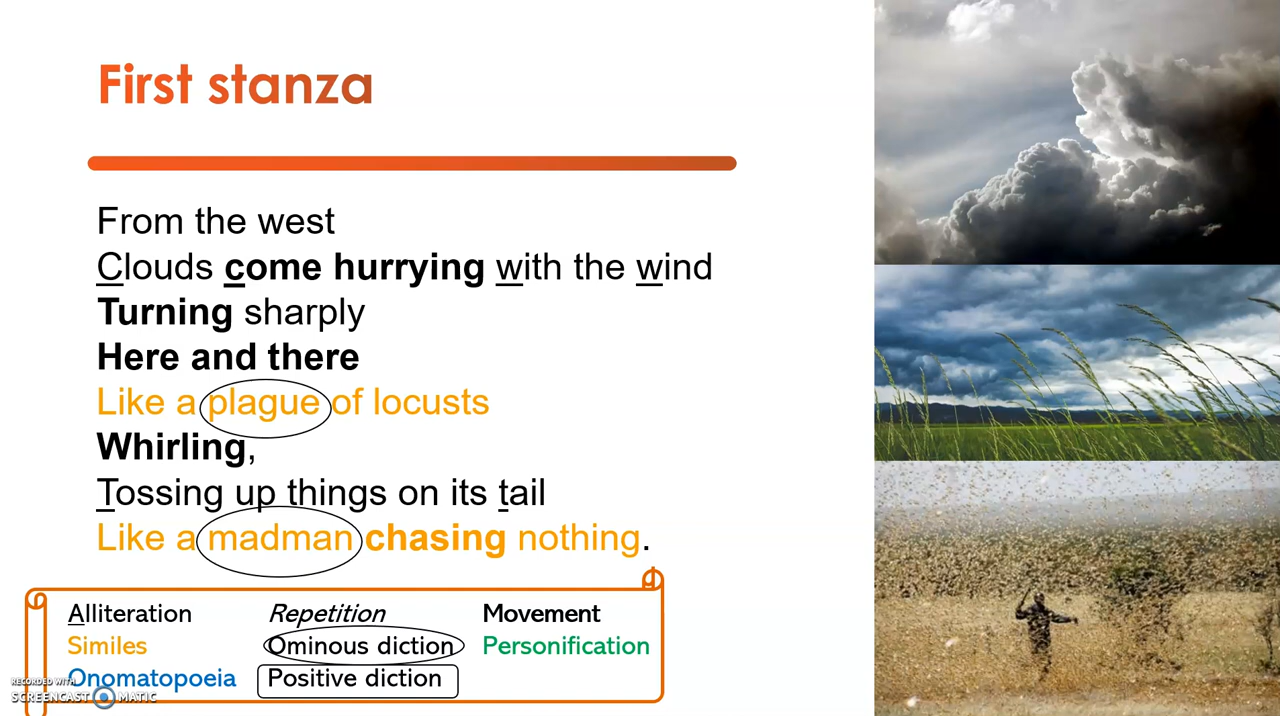 First stanza
From the west
Clouds come hurrying with the wind
Turning sharply
Here and there
Like a plague of locusts
Whirling,
Tossing up things on its tail
Like a madman chasing nothing.
Alliteration Repetition Movement
Similes Ominous diction Personification
Onomatopoeia Positive diction
RECORDED WITH
SCREENCAST MATIC